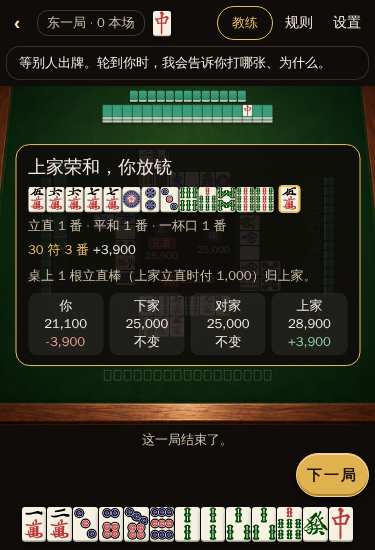 东一局 · 0 本场
教练
规则
设置
等别人出牌。轮到你时，我会告诉你打哪张、为什么。
上家荣和，你放铳
立直 1 番 · 平和 1 番 · 一杯口 1 番
30 符 3 番 +3,900
桌上 1 根立直棒（上家立直时付 1,000）归上家。
你 下家 对家 上家
21,100 25,000 25,000 28,900
-3,900 不变 不变 +3,900
这一局结束了。
下一局